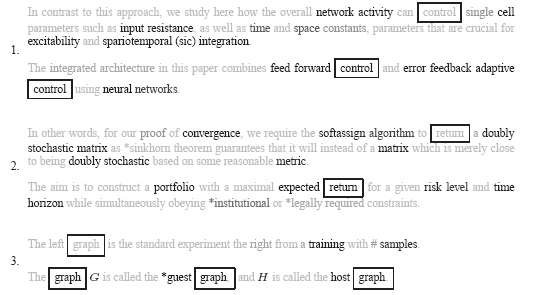 In contrast to this approach, we study here how the overall network activity can control single cell
parameters such as input resistance, as well as time and space constants, parameters that are crucial for
1.
excitability and spariotemporal (sic) integration.
The integrated architecture in this paper combines feed forward control and error feedback adaptive
control using neural networks.
In other words, for our proof of convergence, we require the softassign algorithm to return a doubly
stochastic matrix as *sinkhorn theorem guarantees that it will instead of a matrix which is merely close
2.
to being doubly stochastic based on some reasonable metric.
The aim is to construct a portfolio with a maximal expected return for a given risk level and time
horizon while simultaneously obeying *institutional or *legally required constraints.
The left graph is the standard experiment the right from a training with # samples.
3.
The graph G is called the *guest graph, and H is called the host graph.